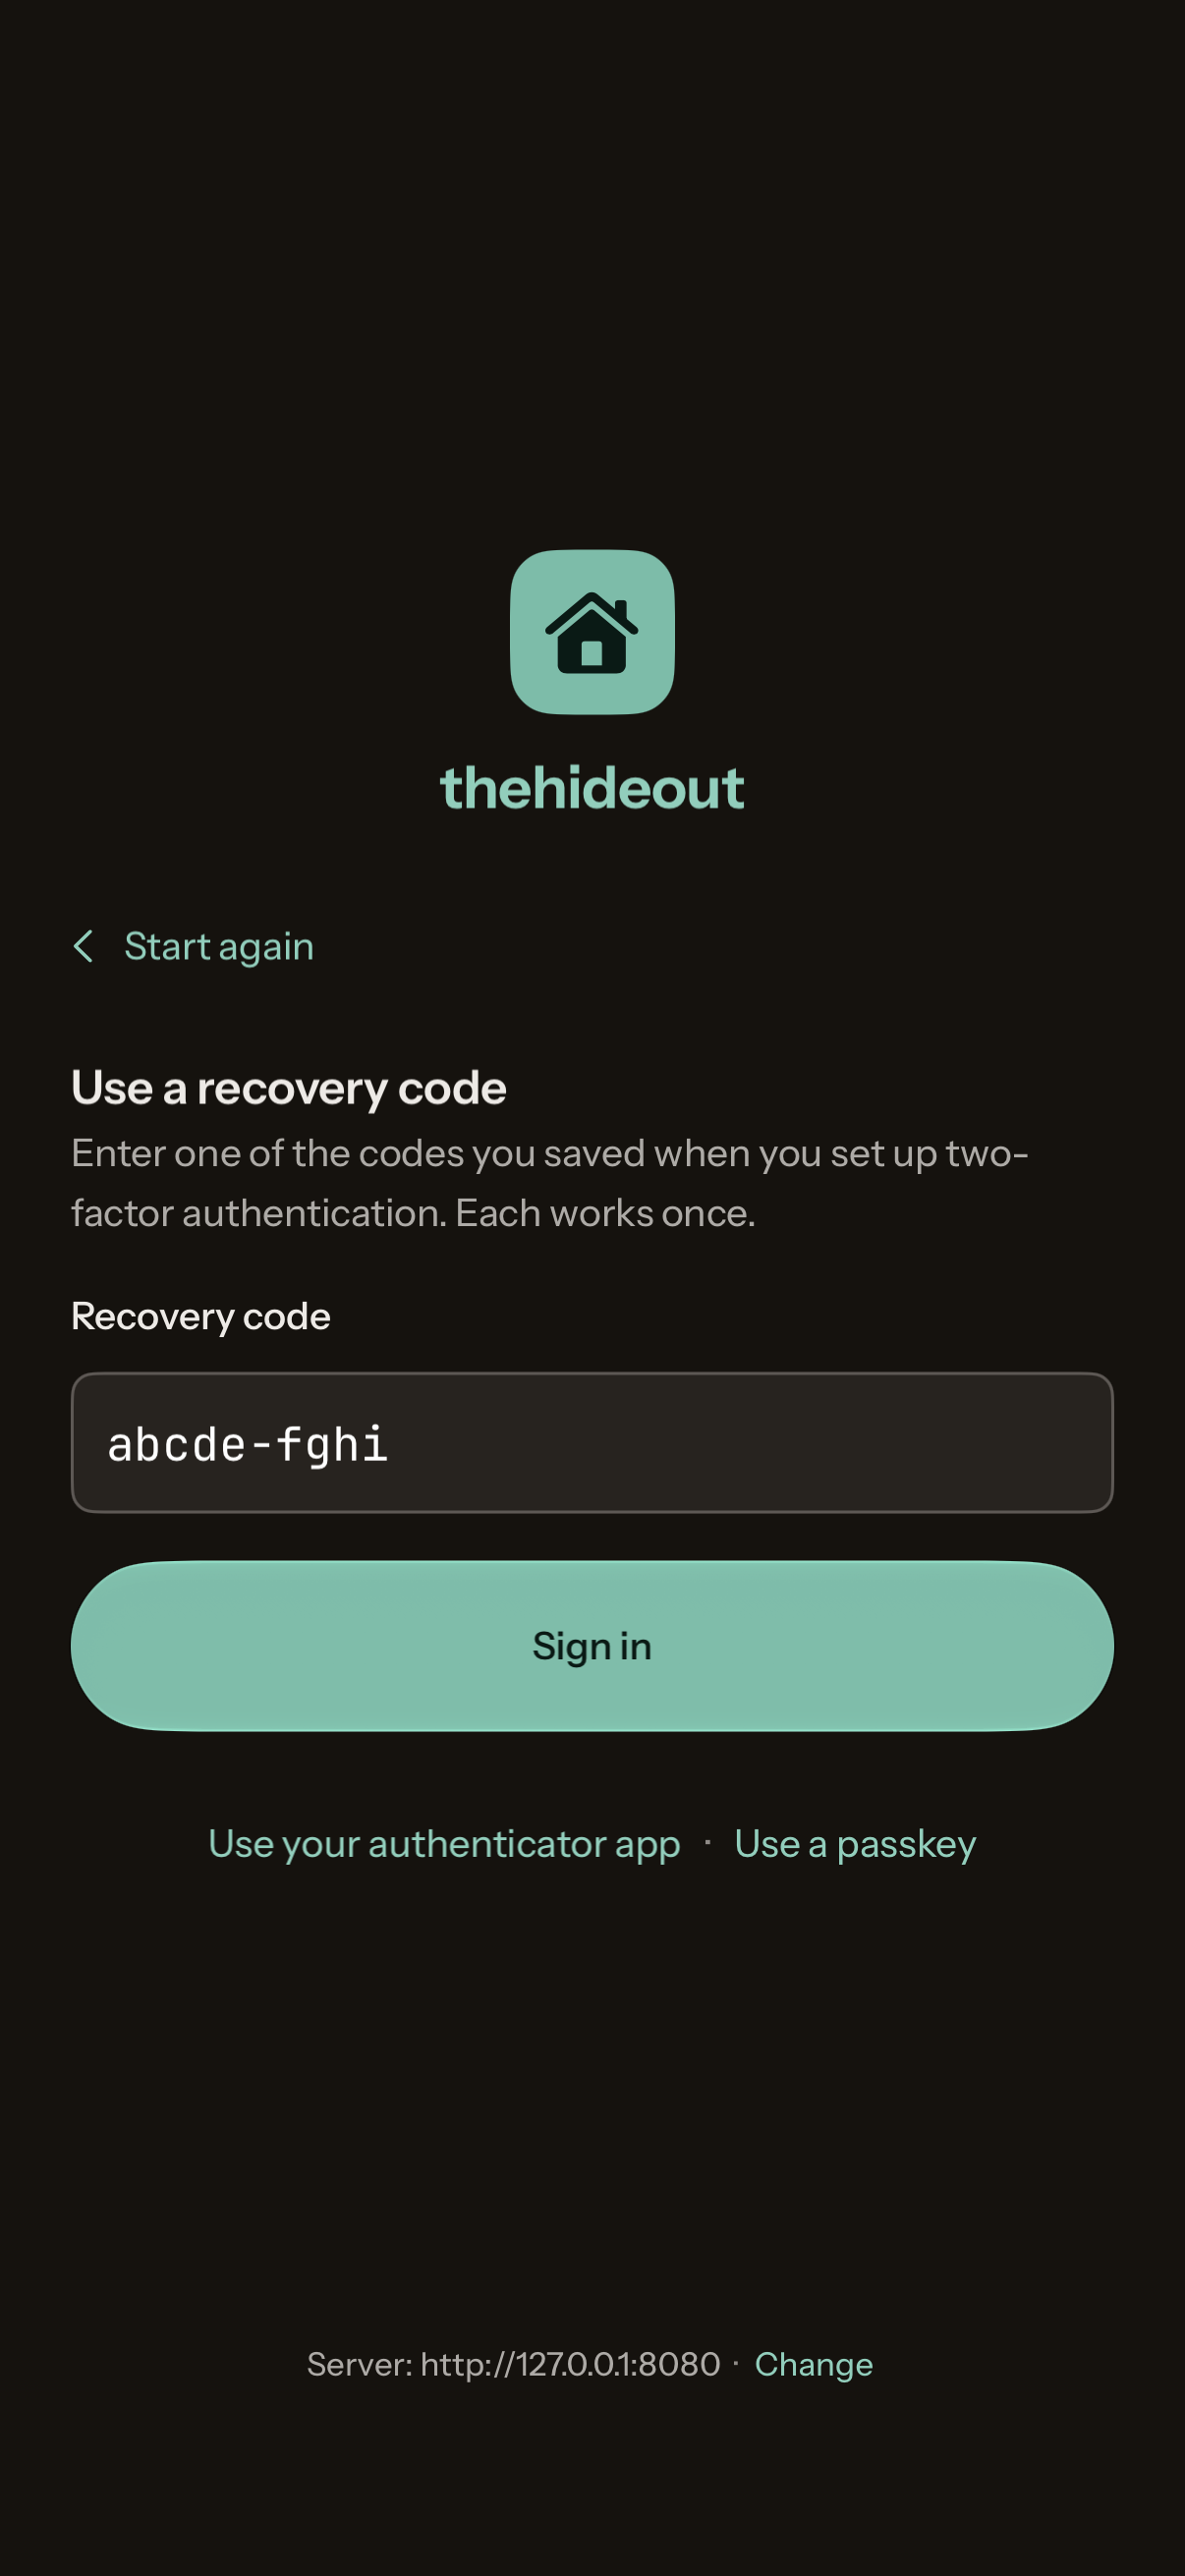 thehideout
Start again
Use a recovery code
Enter one of the codes you saved when you set up two-
factor authentication. Each works once.
Recovery code
abcde-fghi
Sign in
Use your authenticator app · Use a passkey
Server: http://127.0.0.1:8080 · Change